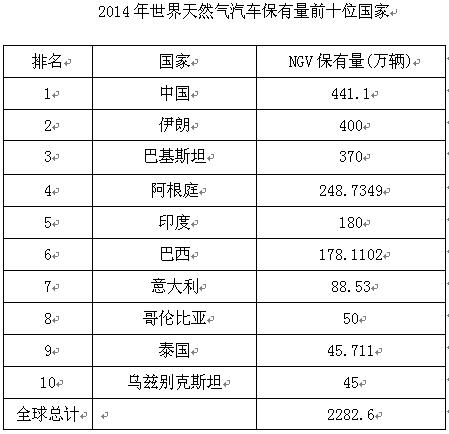 2014年世界天然气汽车保有量前十位国家
排名 国家 NGV 保有量(万辆)
1 中国 441.1
2 伊朗 400
3 巴基斯坦 370
4 阿根庭 248.7349
5 印度 180
6 巴西 178.1102
7 意大利 88.53
8 哥伦比亚 50
9 泰国 45.711
10 乌兹别克斯坦 45
全球总计 2282.6